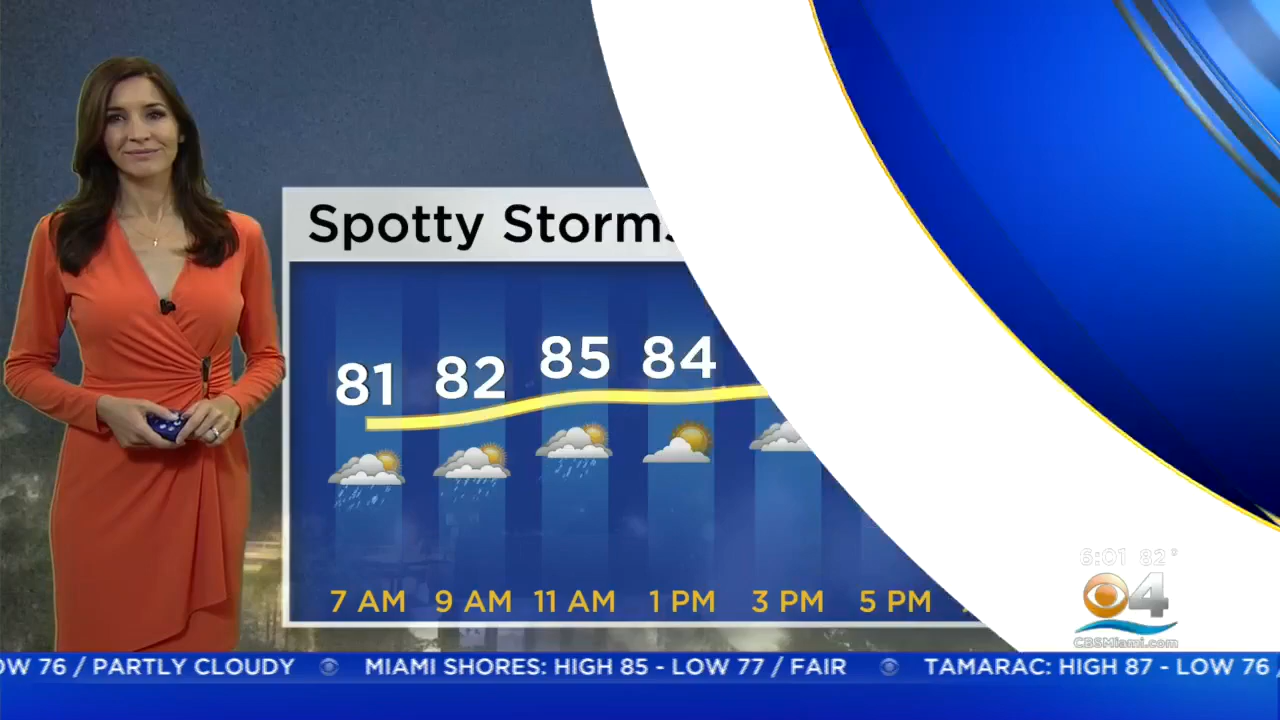 Spotty Storms
81 82 85 84
7 AM 9 AM 11 AM 1 PM 3 PM 5 PM
6:01 82°
4
CBSMiami.com
76 / PARTLY CLOUDY MIAMI SHORES: HIGH 85 - LOW 77 / FAIR TAMARAC: HIGH 87 - LOW 76 /